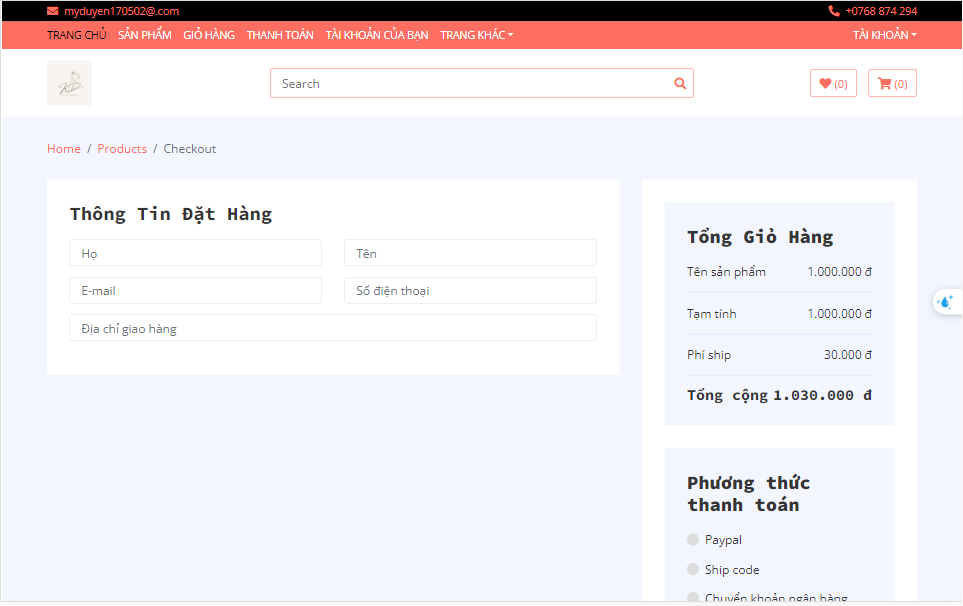 myduyen170502@.com
+0768 874 294
TRANG CHỦ SẢN PHẨM GIỎ HÀNG THANH TOÁN TÀI KHOẢN CỦA BẠN TRANG KHÁC
TÀI KHOẢN
Search
(0)
(0)
Home / Products / Checkout
Thông Tin Đặt Hàng
Họ
Tên
E-mail
Số điện thoại
Địa chỉ giao hàng
Tổng Giỏ Hàng
Tên sản phẩm 1.000.000 đ
Tạm tính 1.000.000 đ
Phí ship 30.000 đ
Tổng cộng 1.030.000 đ
Phương thức
thanh toán
Paypal
Ship code
Chuyển khoản ngân hàng